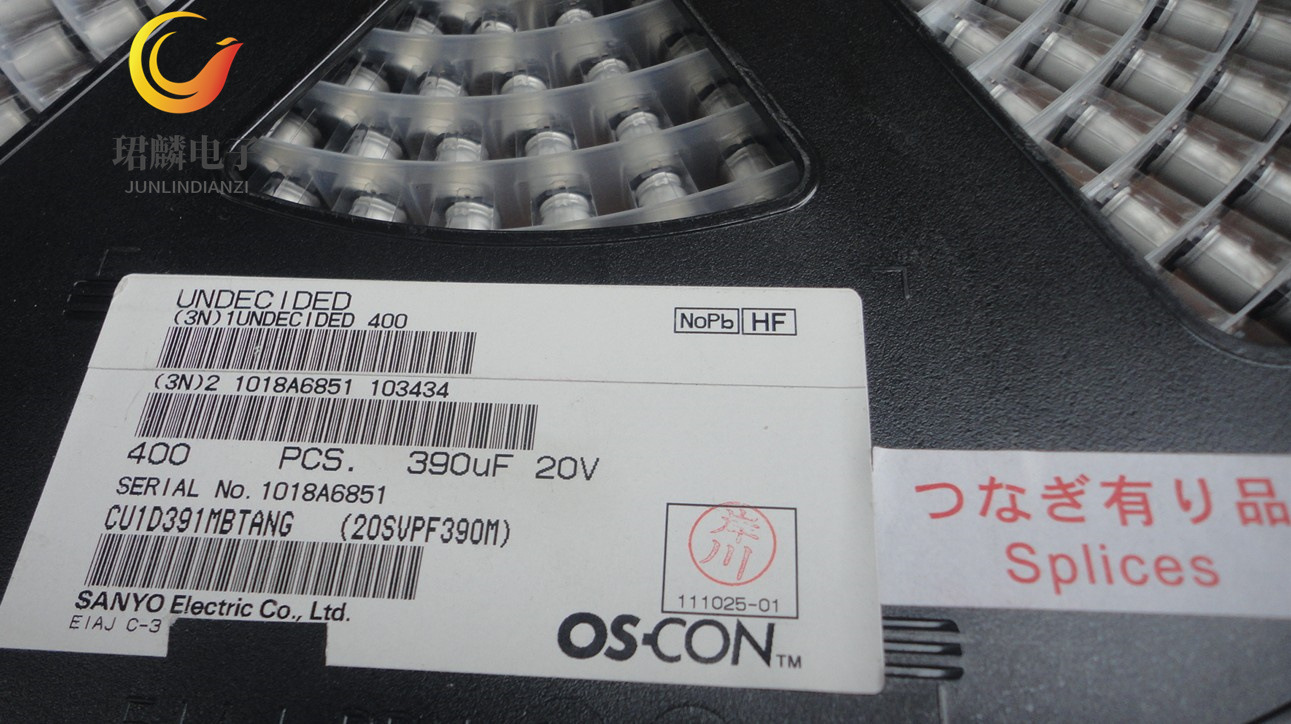 珺麟电子
JUNLINDIANZI
UNDECIDED
(3N)1UNDECIDED 400
NoPb HF
(3N)2 1018A6851 103434
400 PCS. 390uF 20V
SERIAL No. 1018A6851
CU1D391MBTANG (20SVPF390M)
SANYO Electric Co., Ltd.
EIAJ C-3
岸川
111025-01
OS-CON™
つなぎ有り品
Splices